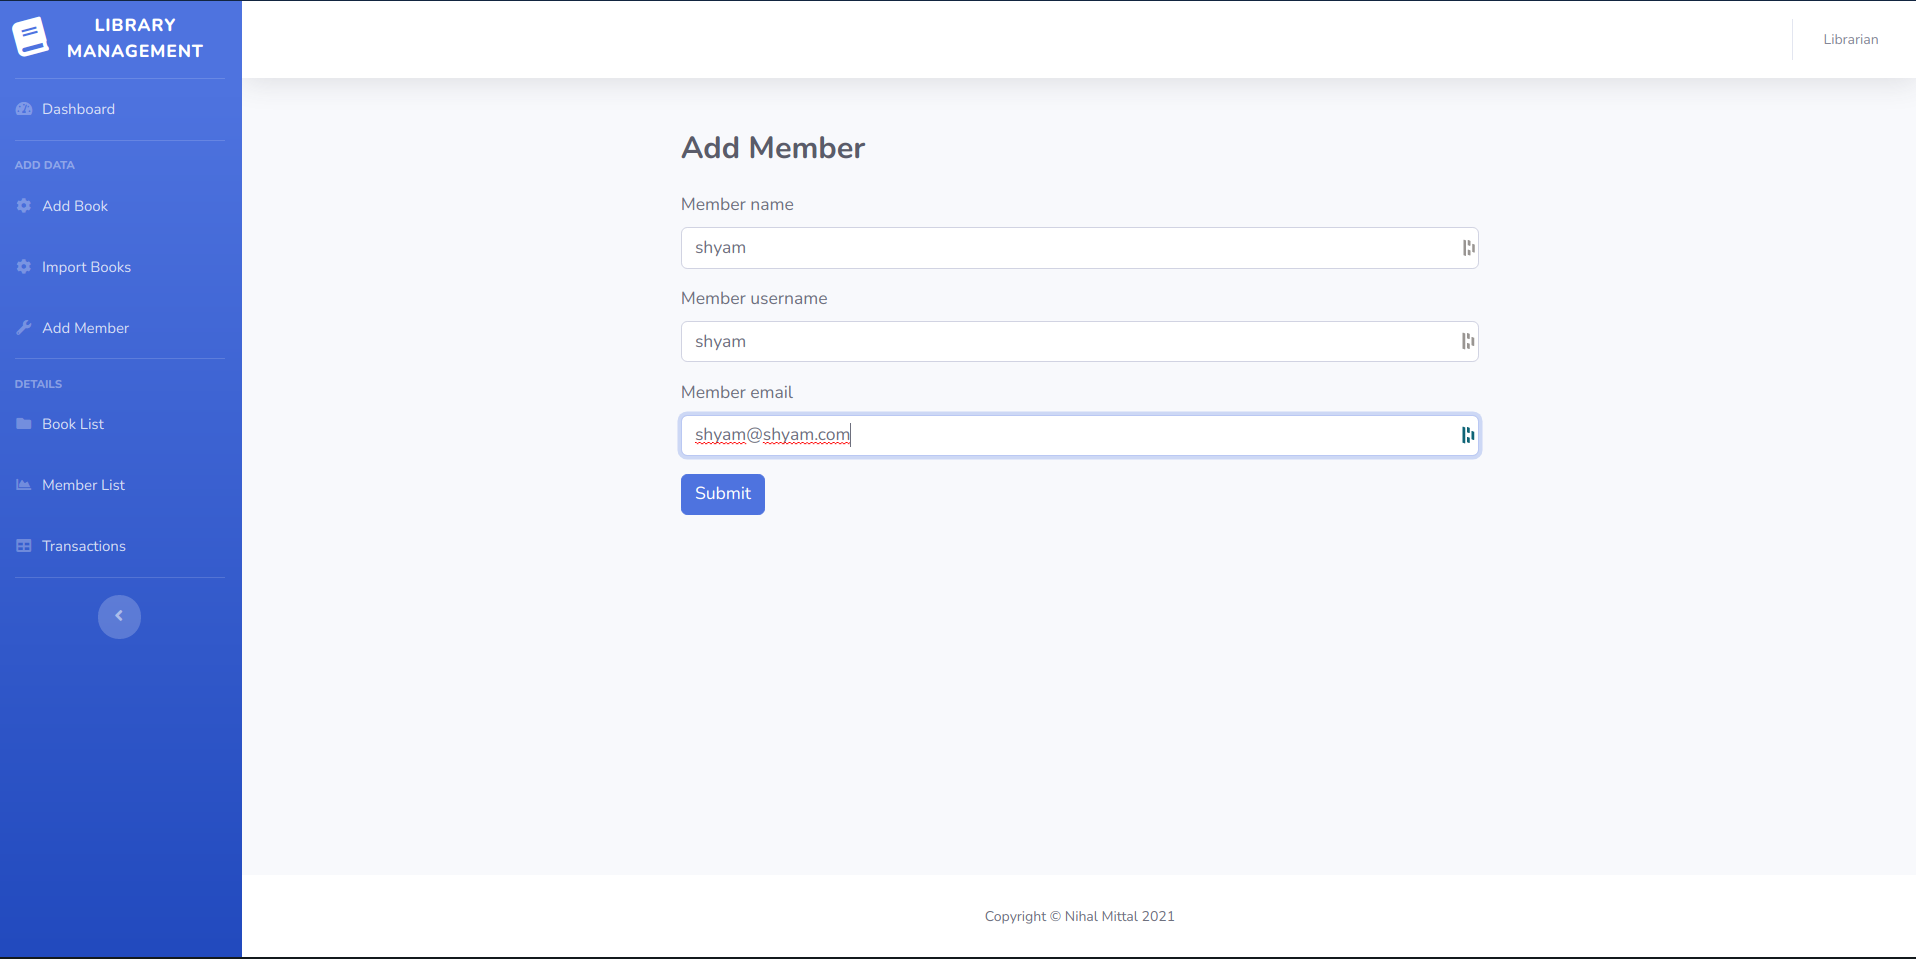 LIBRARY
MANAGEMENT
Dashboard
ADD DATA
Add Book
Import Books
Add Member
DETAILS
Book List
Member List
Transactions
Librarian
Add Member
Member name
shyam
Member username
shyam
Member email
shyam@shyam.com
Submit
Copyright © Nihal Mittal 2021